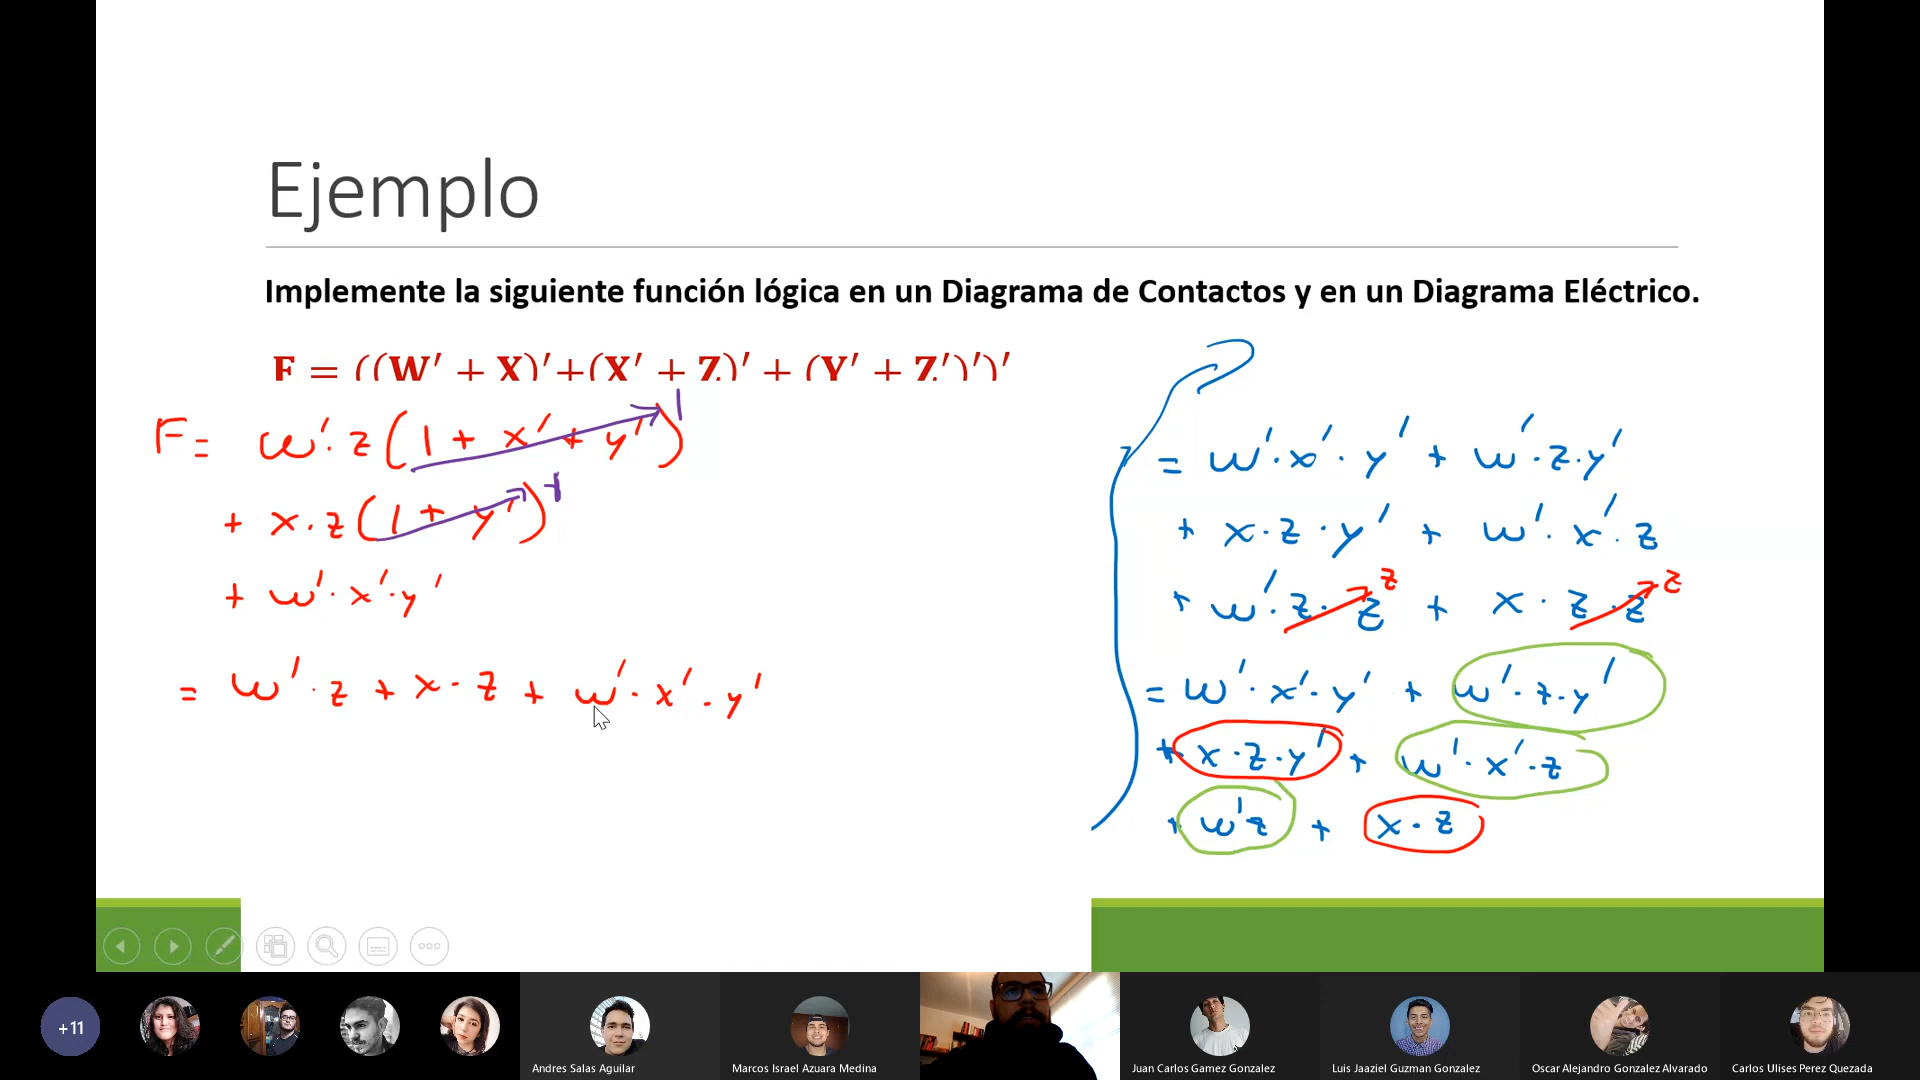 Ejemplo
Implemente la siguiente función lógica en un Diagrama de Contactos y en un Diagrama Eléctrico.
F = ((W′ + X)′+(X′ + Z)′ + (Y′ + Z′)′)′
F = w′·z(1 + x′ + y′) 1
+ x·z(1 + y′) 1
+ w′·x′·y′
= w′·z + x·z + w′·x′·y′
= w′·x′·y′ + w′·z·y′
+ x·z·y′ + w′·x′·z
+ w′·z·z z + x·z·z z
= w′·x′·y′ + w′·z·y′
+ x·z·y′ + w′·x′·z
+ w′z + x·z
+11
Andres Salas Aguilar
Marcos Israel Azuara Medina
Juan Carlos Gamez Gonzalez
Luis Jaaziel Guzman Gonzalez
Oscar Alejandro Gonzalez Alvarado
Carlos Ulises Perez Quezada